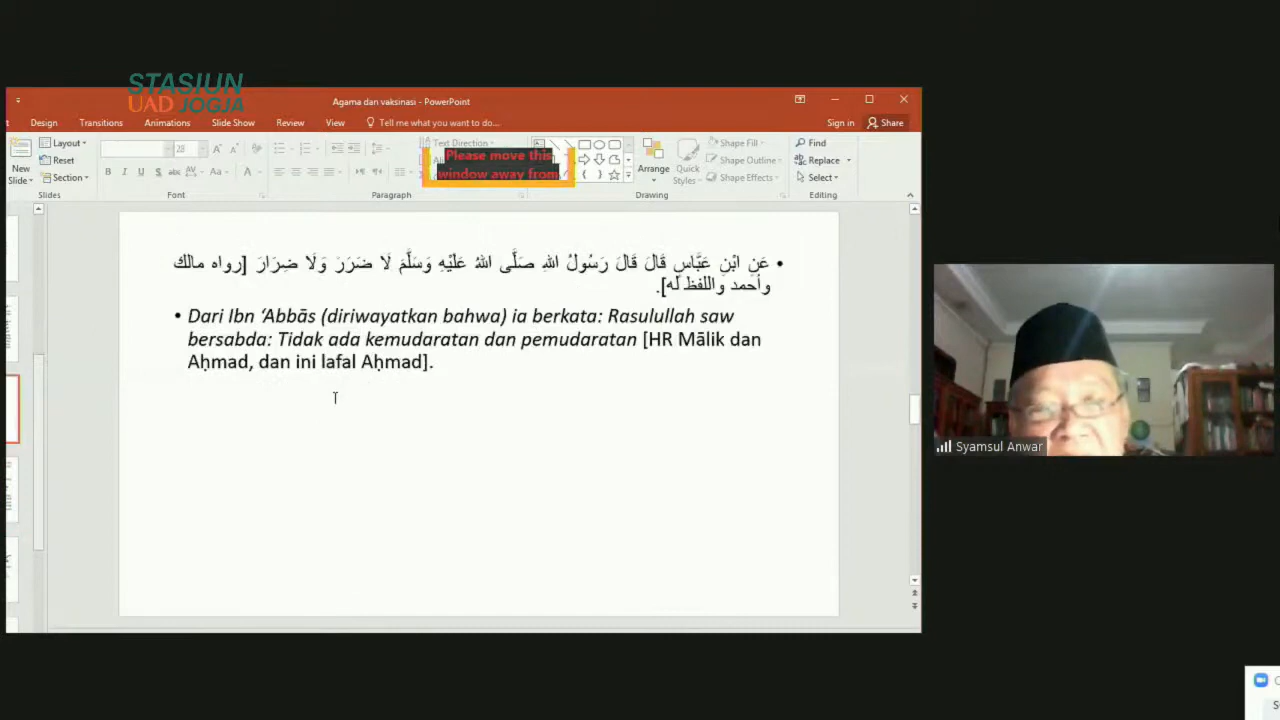 STASIUN
UAD JOGJA
Agama dan vaksinasi - PowerPoint
Design Transitions Animations Slide Show Review View Tell me what you want to do... Sign in Share
New Slide
Layout
Reset
Section
Slides
28
B I U S abc AV Aa A
Font
Text Direction
Please move this
window away from
Paragraph
Arrange
Quick Styles
Shape Fill
Shape Outline
Shape Effects
Drawing
Find
Replace
Select
Editing
• عَنِ ابْنِ عَبَّاسٍ قَالَ قَالَ رَسُولُ اللهِ صَلَّى اللهُ عَلَيْهِ وَسَلَّمَ لَا ضَرَرَ وَلَا ضِرَارَ [رواه مالك
وأحمد واللفظ له].
• Dari Ibn ‘Abbās (diriwayatkan bahwa) ia berkata: Rasulullah saw
bersabda: Tidak ada kemudaratan dan pemudaratan [HR Mālik dan
Aḥmad, dan ini lafal Aḥmad].
Syamsul Anwar